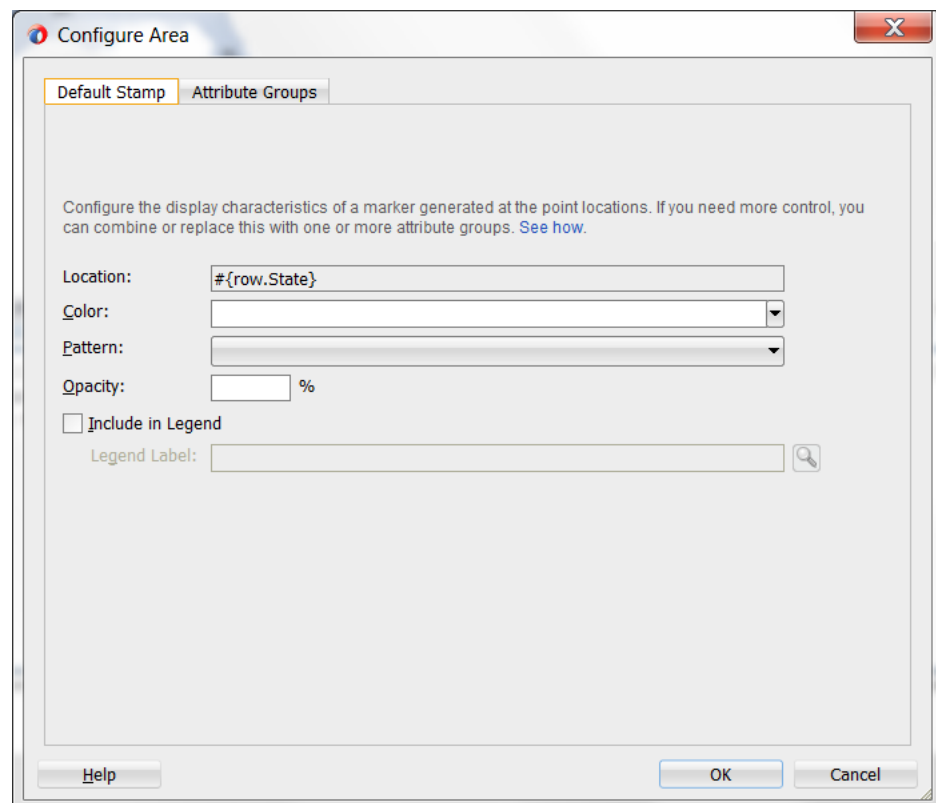 Configure Area
X
Default Stamp Attribute Groups
Configure the display characteristics of a marker generated at the point locations. If you need more control, you
can combine or replace this with one or more attribute groups. See how.
Location: #{row.State}
Color:
Pattern:
Opacity: %
Include in Legend
Legend Label:
Help OK Cancel